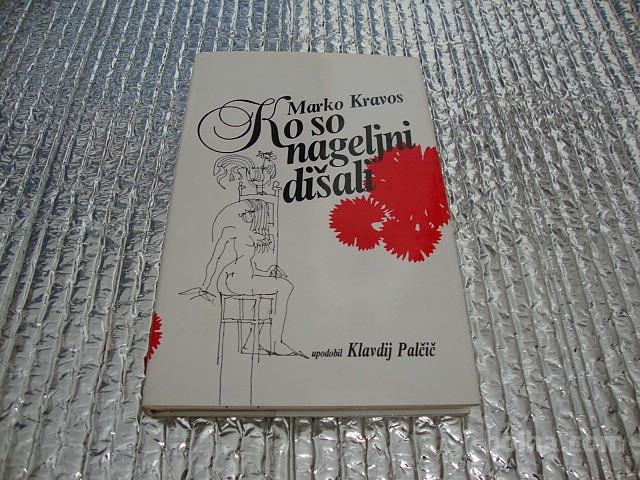 Marko Kravos
Ko so
nageljni
dišali
upodobil Klavdij Palčič